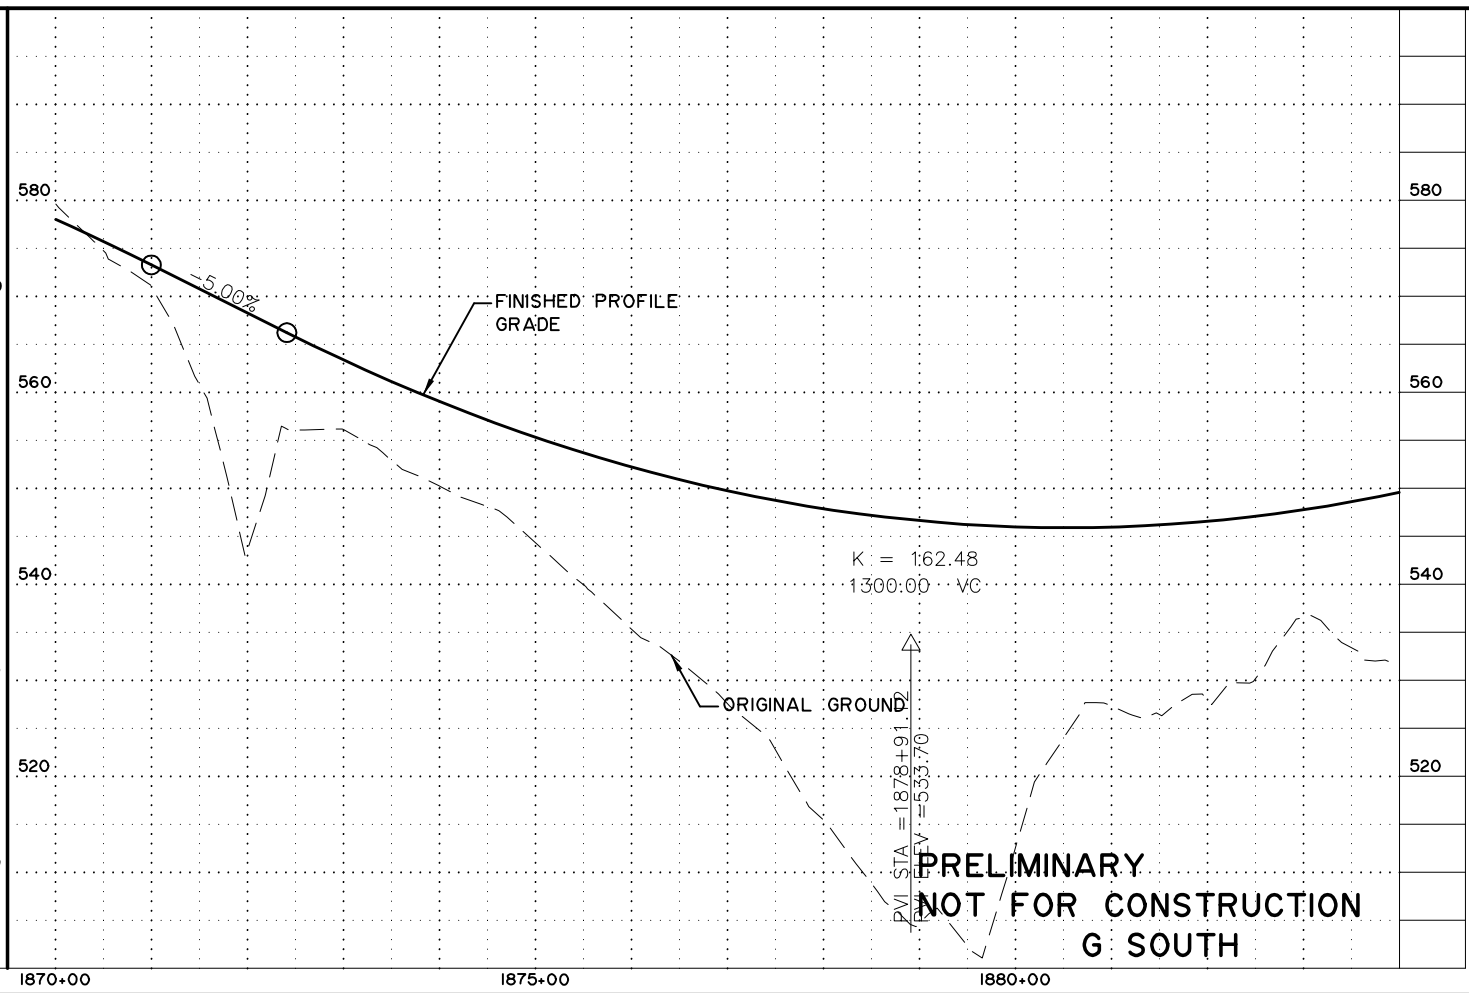 580
580
-5.00%
FINISHED PROFILE
GRADE
560
560
K = 162.48
1300.00 VC
540
540
ORIGINAL GROUND
PVI STA =1878+91.12
PVI ELEV =533.70
520
520
PRELIMINARY
NOT FOR CONSTRUCTION
G SOUTH
1870+00
1875+00
1880+00